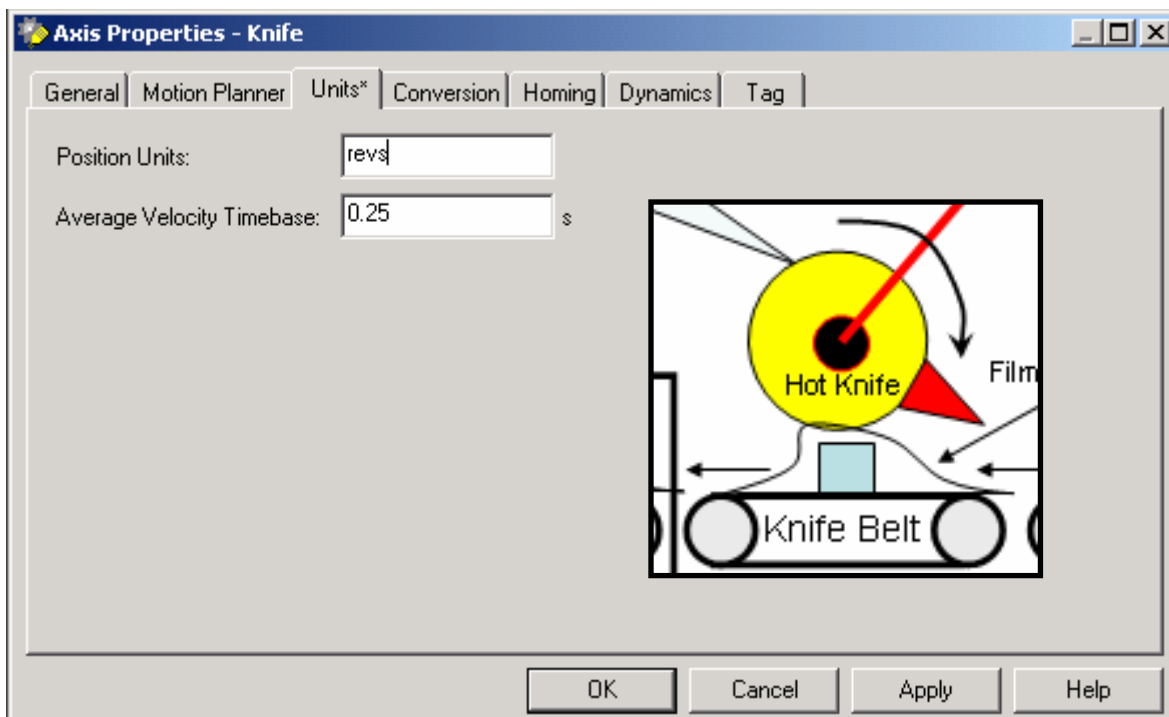 Axis Properties - Knife
General Motion Planner Units* Conversion Homing Dynamics Tag
Position Units: revs
Average Velocity Timebase: 0.25 s
Hot Knife
Film
Knife Belt
OK Cancel Apply Help